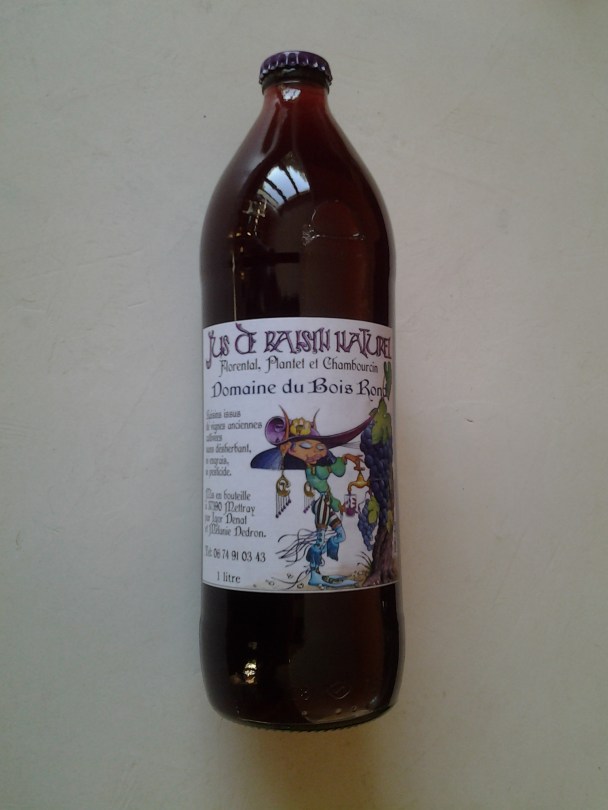 Jus de Raisin Naturel
Florental, Plantet et Chambourcin
Domaine du Bois Rond
Raisins issus
de vignes anciennes
cultivées
sans désherbant,
ni engrais,
ni pesticide.
Mis en bouteille
à 37390 Mettray
par Igor Denat
et Mélanie Dedron.
Tél: 06 74 91 03 43
1 litre